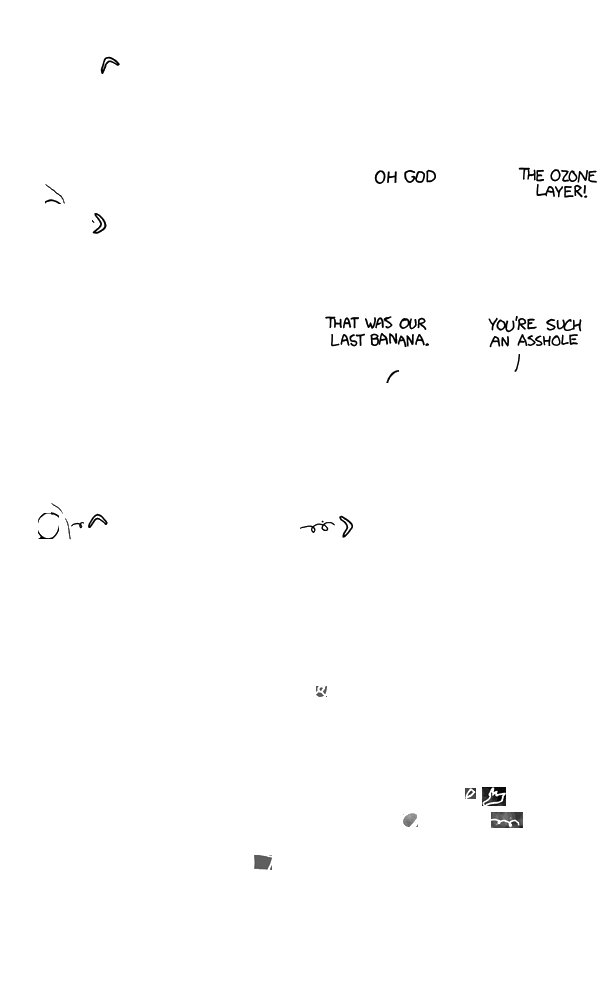 OH GOD
THE OZONE
LAYER!
THAT WAS OUR
LAST BANANA.
YOU'RE SUCH
AN ASSHOLE